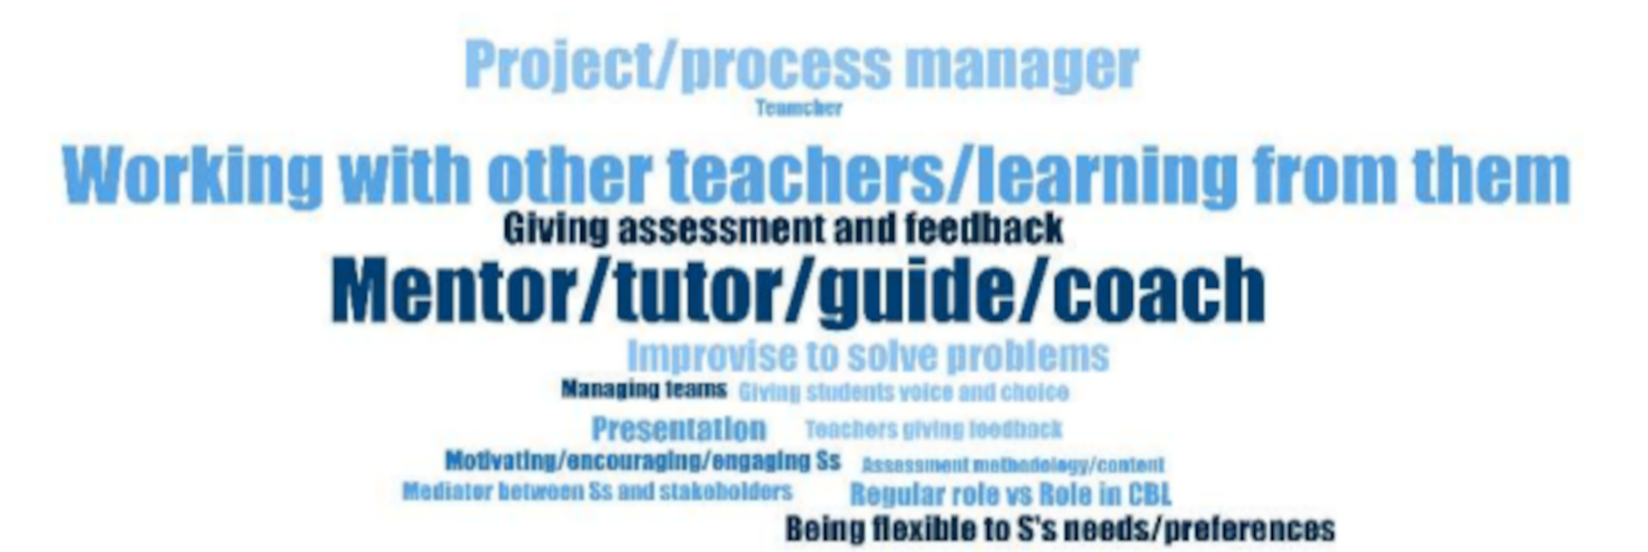 Project/process manager
Teamcher
Working with other teachers/learning from them
Giving assessment and feedback
Mentor/tutor/guide/coach
Improvise to solve problems
Managing teams Giving students voice and choice
Presentation Teachers giving feedback
Motivating/encouraging/engaging Ss Assessment methodology/content
Mediator between Ss and stakeholders Regular role vs Role in CBL
Being flexible to S's needs/preferences